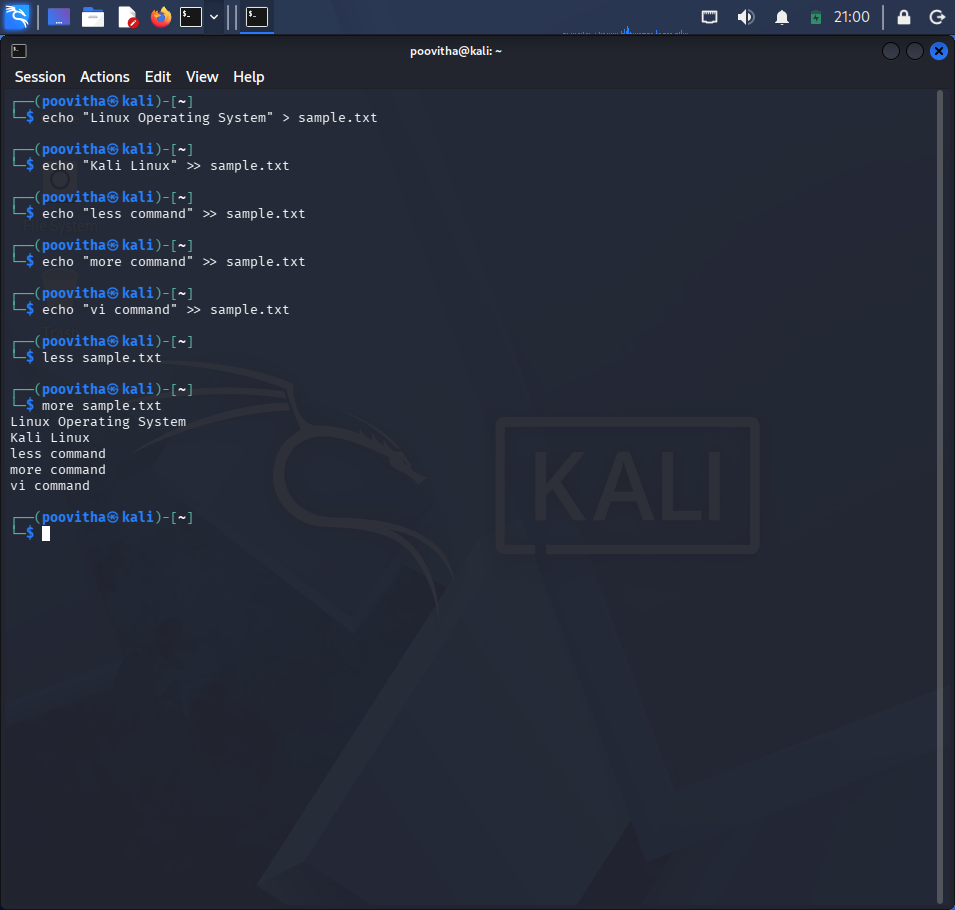 21:00
poovitha@kali: ~
Session Actions Edit View Help
┌──(poovitha㉿kali)-[~]
└─$ echo "Linux Operating System" > sample.txt
┌──(poovitha㉿kali)-[~]
└─$ echo "Kali Linux" >> sample.txt
┌──(poovitha㉿kali)-[~]
└─$ echo "less command" >> sample.txt
┌──(poovitha㉿kali)-[~]
└─$ echo "more command" >> sample.txt
┌──(poovitha㉿kali)-[~]
└─$ echo "vi command" >> sample.txt
┌──(poovitha㉿kali)-[~]
└─$ less sample.txt
┌──(poovitha㉿kali)-[~]
└─$ more sample.txt
Linux Operating System
Kali Linux
less command
more command
vi command
┌──(poovitha㉿kali)-[~]
└─$
KALI